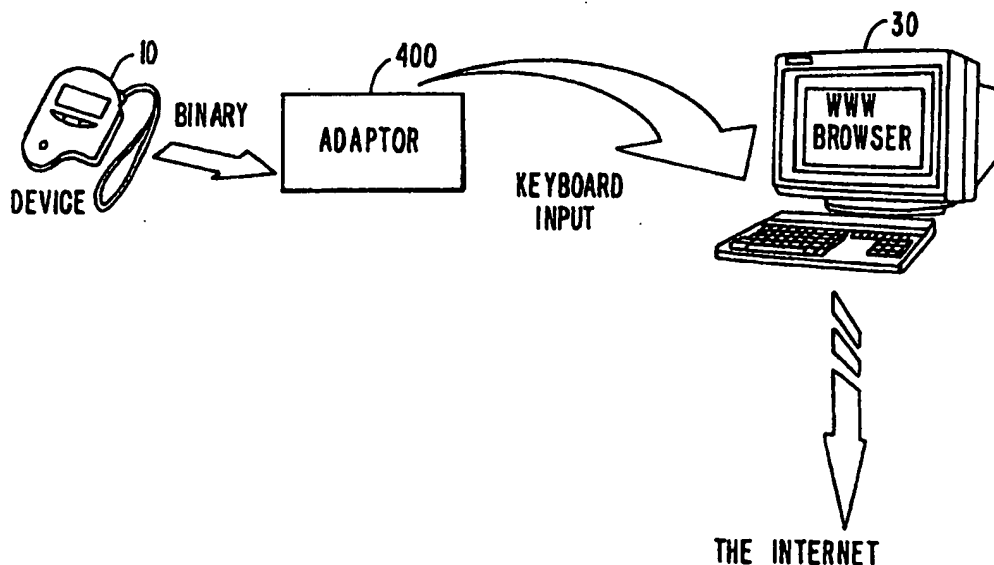 10
DEVICE
BINARY
400
ADAPTOR
KEYBOARD
INPUT
30
WWW
BROWSER
THE INTERNET